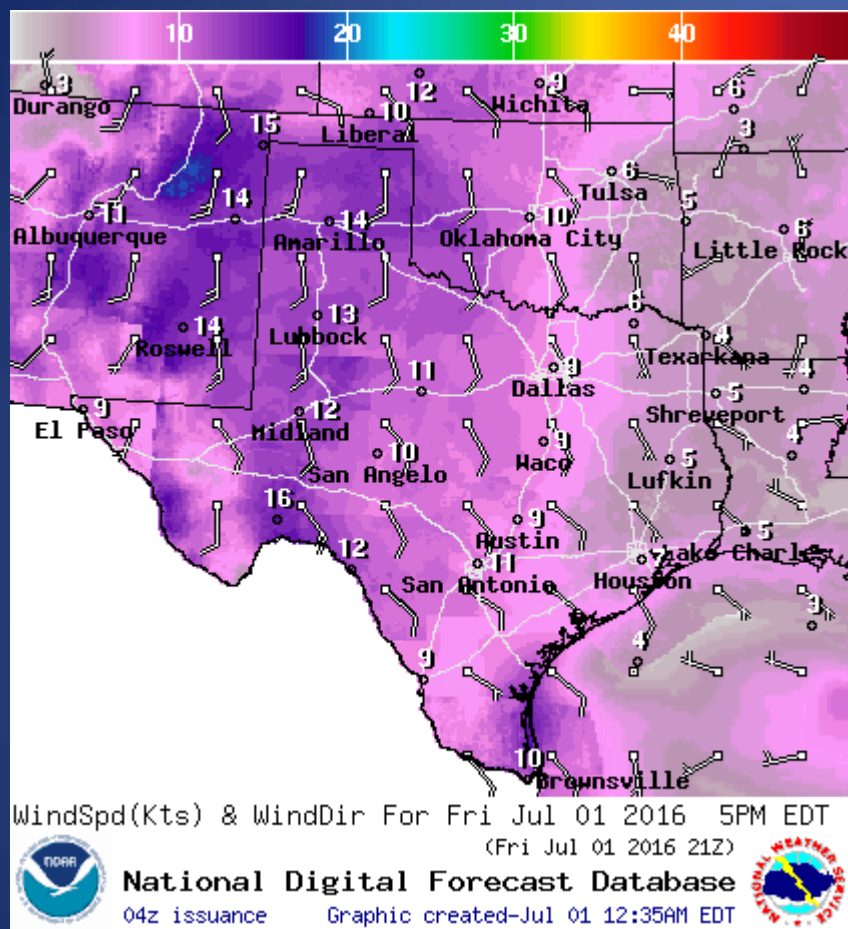 10 20 30 40
3 Durango
12
9 Wichita
6
10 Liberal
15
3
6 Tulsa
11 Albuquerque
14
14 Amarillo
10 Oklahoma City
5
6 Little Rock
14 Roswell
13 Lubbock
6
4 Texarkana
9 Dallas
11
5 Shreveport
4
9 El Paso
12 Midland
10 San Angelo
9 Waco
5 Lufkin
4
16
9 Austin
5 Lake Charles
12
11 San Antonio
7 Houston
3
4
9
10 Brownsville
WindSpd(Kts) & WindDir For Fri Jul 01 2016 5PM EDT
(Fri Jul 01 2016 21Z)
NOAA
National Digital Forecast Database
NATIONAL WEATHER SERVICE
04z issuance Graphic created-Jul 01 12:35AM EDT